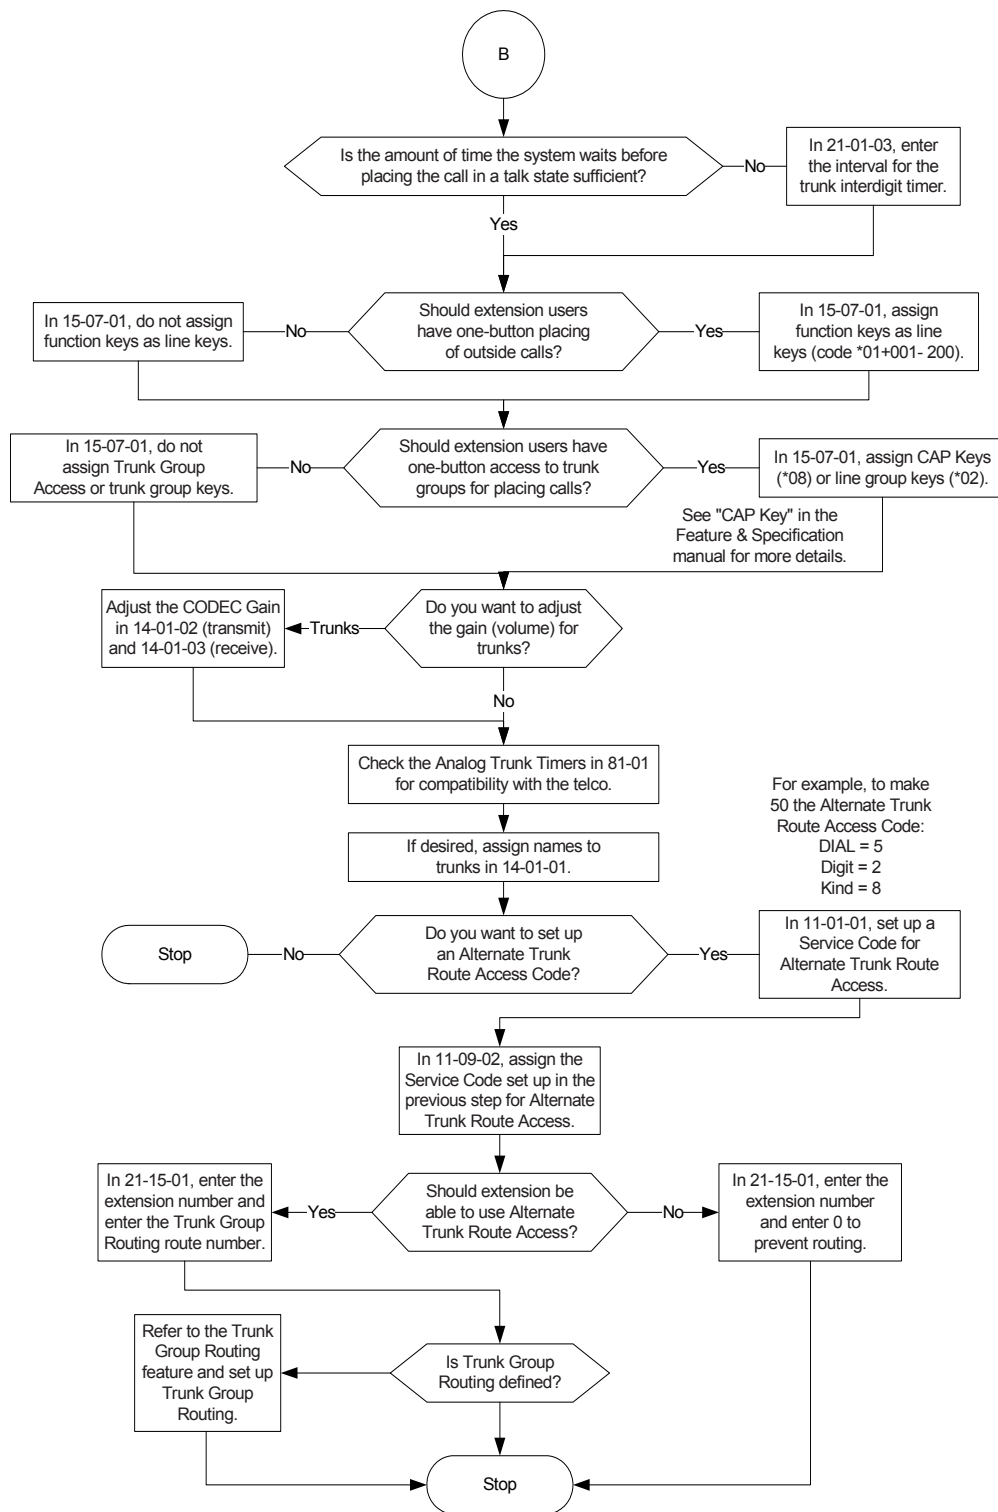 B
Is the amount of time the system waits before
placing the call in a talk state sufficient?
No
In 21-01-03, enter
the interval for the
trunk interdigit timer.
Yes
In 15-07-01, do not assign
function keys as line keys.
No
Should extension users
have one-button placing
of outside calls?
Yes
In 15-07-01, assign
function keys as line
keys (code *01+001- 200).
In 15-07-01, do not
assign Trunk Group
Access or trunk group keys.
No
Should extension users have
one-button access to trunk
groups for placing calls?
Yes
In 15-07-01, assign CAP Keys
(*08) or line group keys (*02).
See "CAP Key" in the
Feature & Specification
manual for more details.
Adjust the CODEC Gain
in 14-01-02 (transmit)
and 14-01-03 (receive).
Trunks
Do you want to adjust
the gain (volume) for
trunks?
No
Check the Analog Trunk Timers in 81-01
for compatibility with the telco.
If desired, assign names to
trunks in 14-01-01.
For example, to make
50 the Alternate Trunk
Route Access Code:
DIAL = 5
Digit = 2
Kind = 8
Stop
No
Do you want to set up
an Alternate Trunk
Route Access Code?
Yes
In 11-01-01, set up a
Service Code for
Alternate Trunk Route
Access.
In 11-09-02, assign the
Service Code set up in the
previous step for Alternate
Trunk Route Access.
In 21-15-01, enter the
extension number and
enter the Trunk Group
Routing route number.
Yes
Should extension be
able to use Alternate
Trunk Route Access?
No
In 21-15-01, enter the
extension number
and enter 0 to
prevent routing.
Refer to the Trunk
Group Routing
feature and set up
Trunk Group
Routing.
Is Trunk Group
Routing defined?
Stop